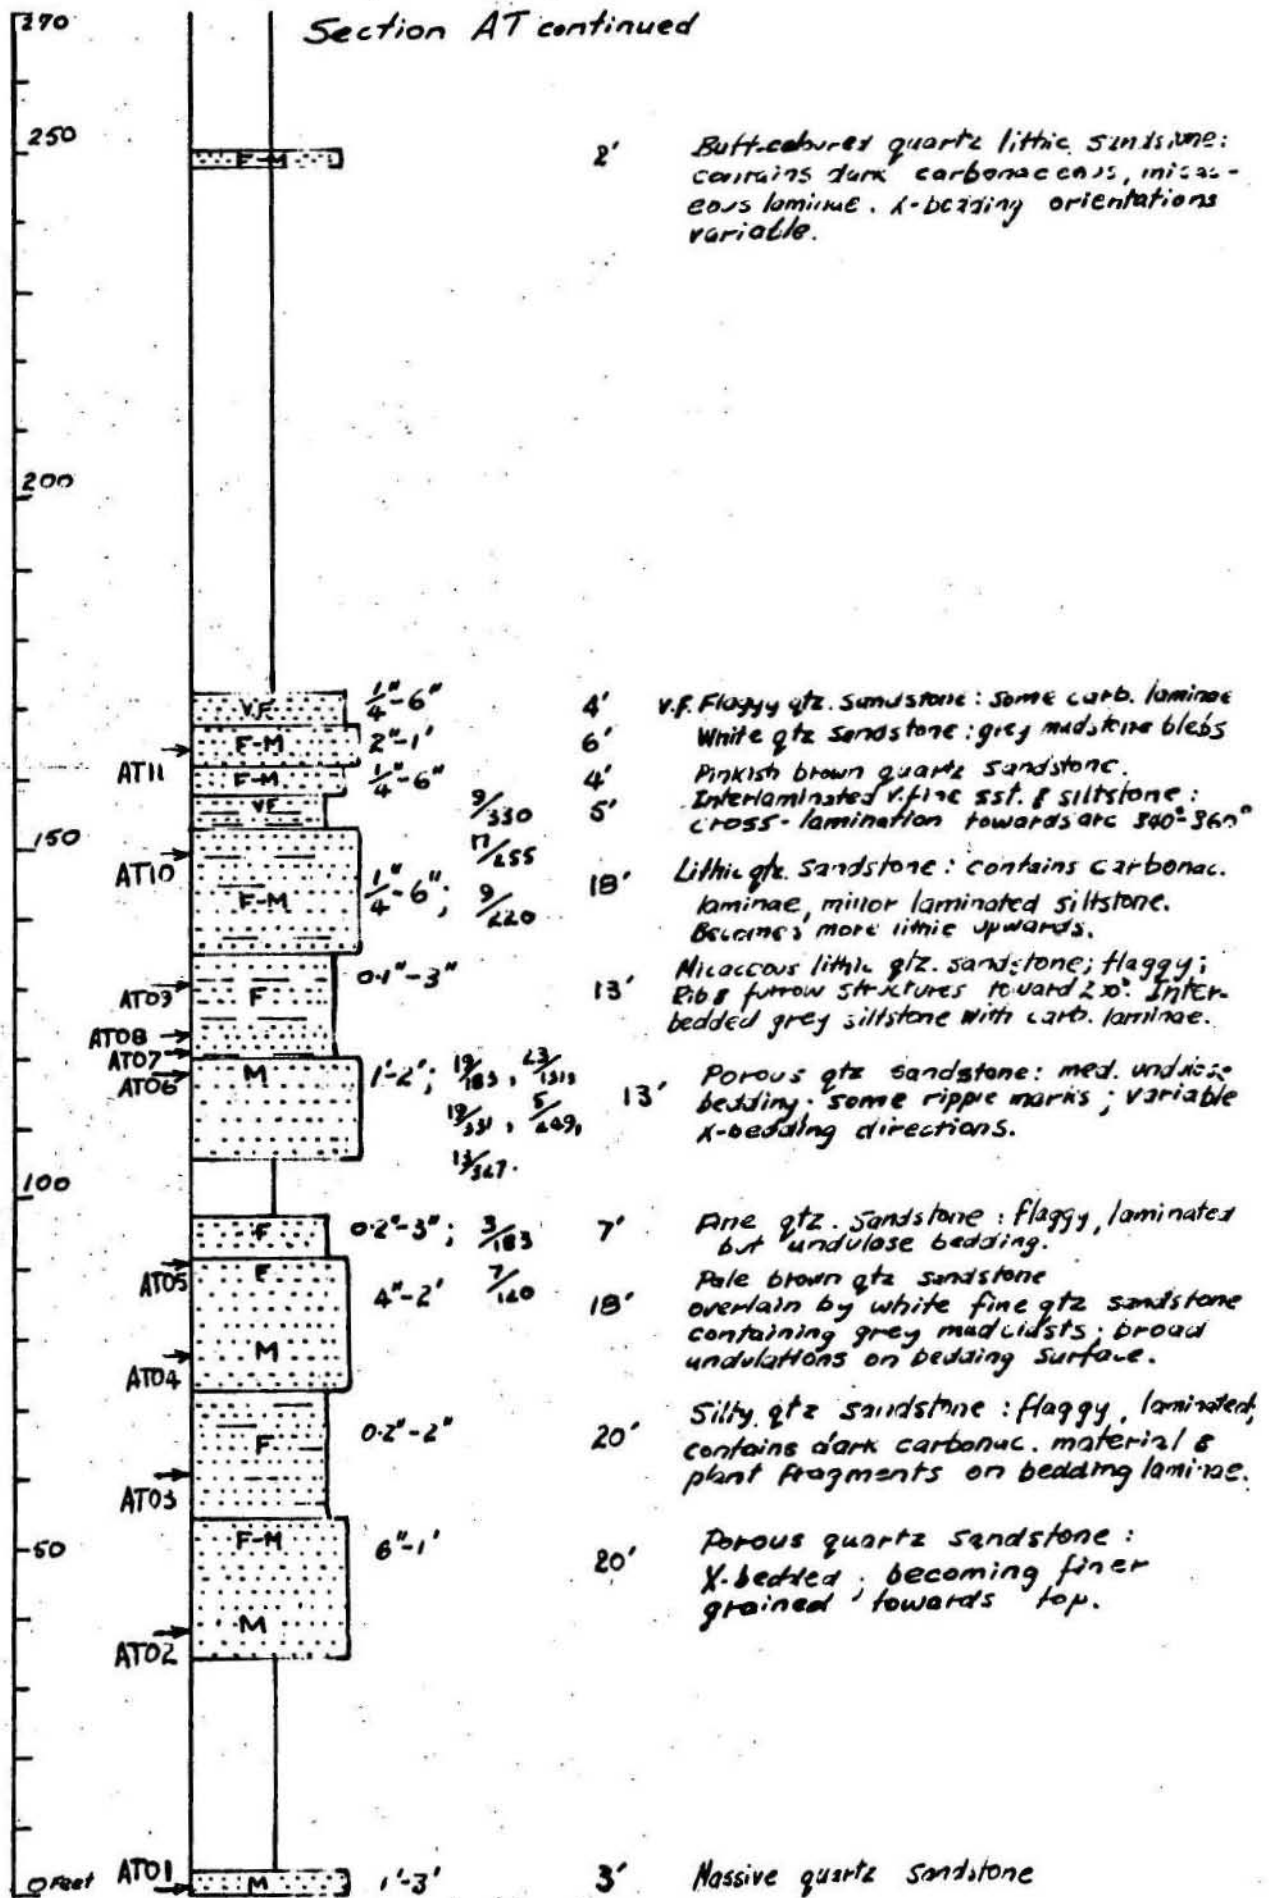 270
Section AT continued
250
F-M
2'
Buff-coloured quartz lithic sandstone:
contains dark carbonaceous, micac-
eous laminae. X-bedding orientations
variable.
200
V.F
1/4"-6"
4'
V.F. Flaggy qtz. sandstone: some carb. laminae
AT11
F-M
2"-1'
6'
White qtz sandstone: grey mudstone blebs
F-M
1/4"-6"
4'
Pinkish brown quartz sandstone.
VF
9/330
5'
Interlaminated v.fine sst. & siltstone:
cross-lamination towards arc 340°-360°
150
AT10
F-M
1/4"-6";
17/255
9/220
18'
Lithic qtz. sandstone: contains carbonac.
laminae, minor laminated siltstone.
Becomes more lithic upwards.
AT09
AT08
AT07
F
0.1"-3"
13'
Micaceous lithic qtz. sandstone; flaggy;
Rib & furrow structures toward Inter-
bedded grey siltstone with carb. laminae.
AT06
M
1'-2';
19/183,
19/331,
5/249,
13/327.
13'
Porous qtz sandstone: med. undulose
bedding; some ripple marks; variable
X-bedding directions.
100
F
0.2"-3";
3/183
7'
Fine qtz. sandstone: flaggy, laminated
but undulose bedding.
AT05
AT04
F
M
4"-2'
7/120
18'
Pale brown qtz sandstone
overlain by white fine qtz sandstone
containing grey mudclasts; broad
undulations on bedding surface.
AT03
F
0.2"-2"
20'
Silty qtz sandstone: flaggy, laminated,
contains dark carbonac. material &
plant fragments on bedding laminae.
50
AT02
F-M
M
6"-1'
20'
Porous quartz sandstone:
X-bedded; becoming finer
grained towards top.
0 Feet
AT01
M
1'-3'
3'
Massive quartz sandstone